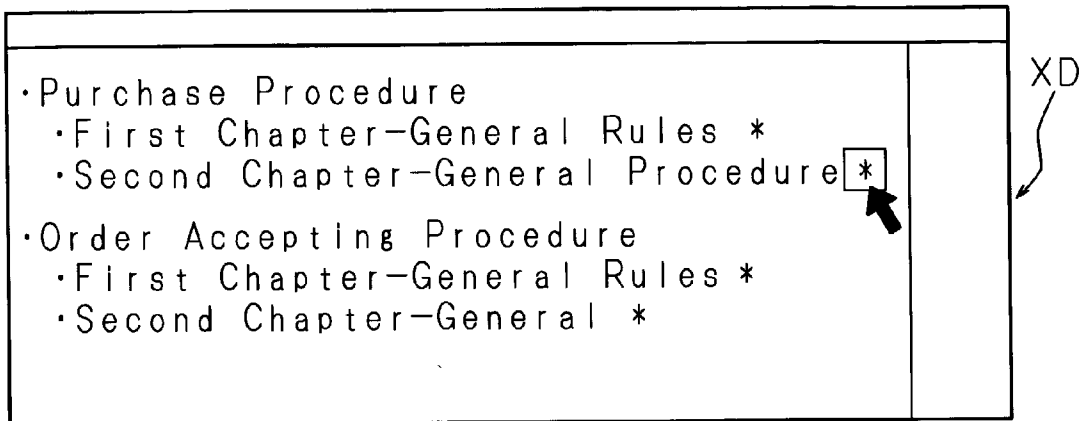 ·Purchase Procedure
·First Chapter—General Rules *
·Second Chapter—General Procedure *
·Order Accepting Procedure
·First Chapter—General Rules *
·Second Chapter—General *
XD